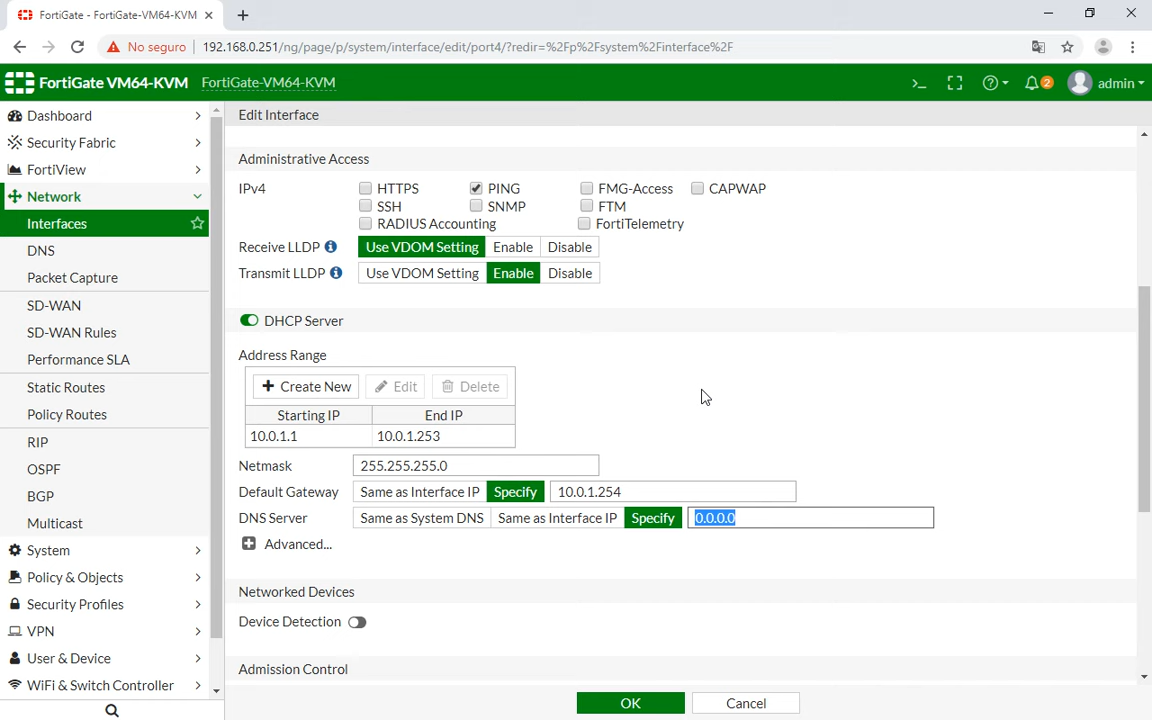 FortiGate - FortiGate-VM64-KVM
No seguro 192.168.0.251/ng/page/p/system/interface/edit/port4/?redir=%2Fp%2Fsystem%2Finterface%2F
FortiGate VM64-KVM FortiGate-VM64-KVM >_ 2 admin
Dashboard
Security Fabric
FortiView
Network
Interfaces
DNS
Packet Capture
SD-WAN
SD-WAN Rules
Performance SLA
Static Routes
Policy Routes
RIP
OSPF
BGP
Multicast
System
Policy & Objects
Security Profiles
VPN
User & Device
WiFi & Switch Controller
Edit Interface
Administrative Access
IPv4 HTTPS PING FMG-Access CAPWAP
SSH SNMP FTM
RADIUS Accounting FortiTelemetry
Receive LLDP Use VDOM Setting Enable Disable
Transmit LLDP Use VDOM Setting Enable Disable
DHCP Server
Address Range
Create New Edit Delete
Starting IP End IP
10.0.1.1 10.0.1.253
Netmask 255.255.255.0
Default Gateway Same as Interface IP Specify 10.0.1.254
DNS Server Same as System DNS Same as Interface IP Specify 0.0.0.0
Advanced...
Networked Devices
Device Detection
Admission Control
OK Cancel